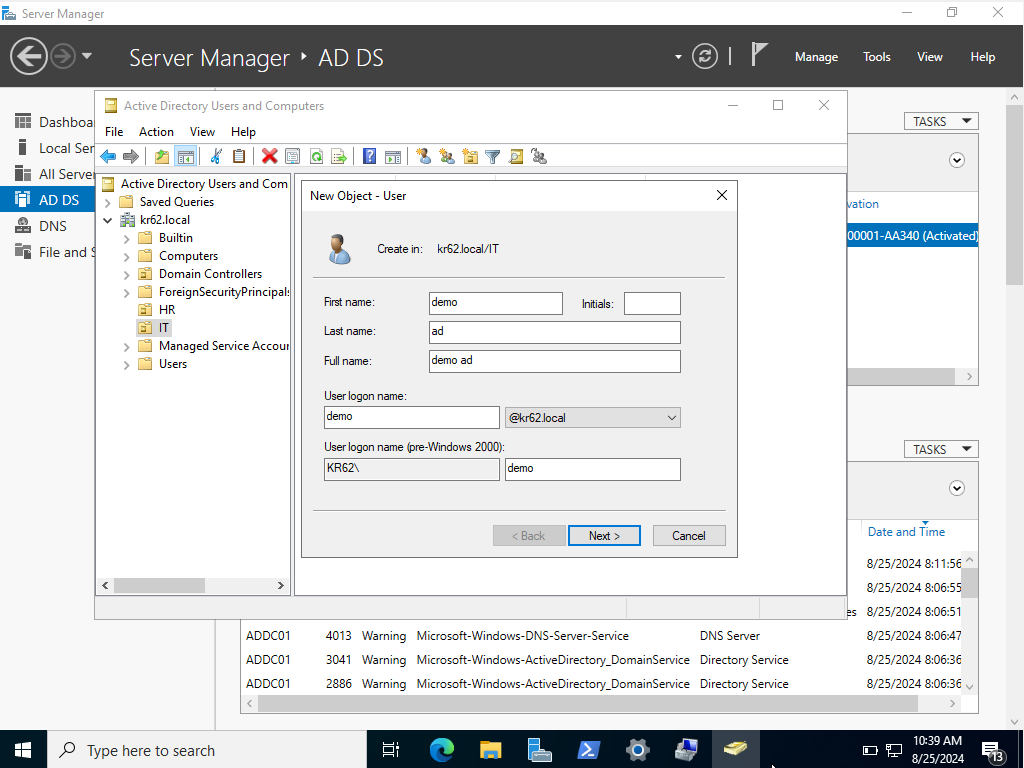 Server Manager
Server Manager • AD DS
Manage Tools View Help
Dashboa
Local Ser
All Server
AD DS
DNS
File and S
Active Directory Users and Computers
File Action View Help
Active Directory Users and Com
Saved Queries
kr62.local
Builtin
Computers
Domain Controllers
ForeignSecurityPrincipals
HR
IT
Managed Service Accour
Users
New Object - User
Create in: kr62.local/IT
First name: demo Initials:
Last name: ad
Full name: demo ad
User logon name:
demo @kr62.local
User logon name (pre-Windows 2000):
KR62\ demo
< Back Next > Cancel
TASKS
vation
00001-AA340 (Activated)
TASKS
Date and Time
8/25/2024 8:11:56
8/25/2024 8:06:55
es 8/25/2024 8:06:51
ADDC01 4013 Warning Microsoft-Windows-DNS-Server-Service DNS Server 8/25/2024 8:06:47
ADDC01 3041 Warning Microsoft-Windows-ActiveDirectory_DomainService Directory Service 8/25/2024 8:06:36
ADDC01 2886 Warning Microsoft-Windows-ActiveDirectory_DomainService Directory Service 8/25/2024 8:06:36
Type here to search
10:39 AM
8/25/2024
13